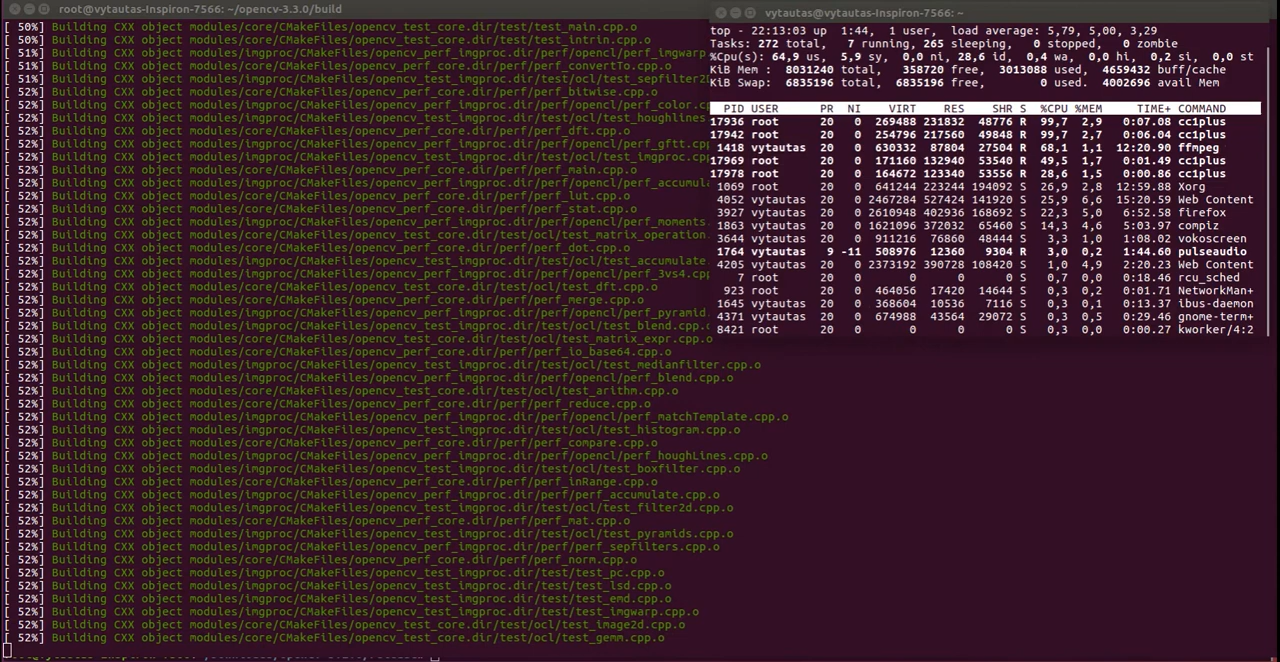 root@vytautas-Inspiron-7566: ~/opencv-3.3.0/build
[ 50%] Building CXX object modules/core/CMakeFiles/opencv_test_core.dir/test/test_main.cpp.o
[ 50%] Building CXX object modules/core/CMakeFiles/opencv_test_core.dir/test/test_intrin.cpp.o
[ 51%] Building CXX object modules/imgproc/CMakeFiles/opencv_perf_imgproc.dir/perf/opencl/perf_imgwarp
[ 51%] Building CXX object modules/core/CMakeFiles/opencv_perf_core.dir/perf/perf_convertTo.cpp.o
[ 51%] Building CXX object modules/imgproc/CMakeFiles/opencv_test_imgproc.dir/test/ocl/test_sepfilter2D
[ 52%] Building CXX object modules/core/CMakeFiles/opencv_perf_core.dir/perf/perf_bitwise.cpp.o
[ 52%] Building CXX object modules/imgproc/CMakeFiles/opencv_perf_imgproc.dir/perf/opencl/perf_color.cp
[ 52%] Building CXX object modules/imgproc/CMakeFiles/opencv_test_imgproc.dir/test/ocl/test_houghlines
[ 52%] Building CXX object modules/core/CMakeFiles/opencv_perf_core.dir/perf/perf_dft.cpp.o
[ 52%] Building CXX object modules/imgproc/CMakeFiles/opencv_perf_imgproc.dir/perf/opencl/perf_gftt.cpp
[ 52%] Building CXX object modules/imgproc/CMakeFiles/opencv_test_imgproc.dir/test/ocl/test_imgproc.cpp
[ 52%] Building CXX object modules/core/CMakeFiles/opencv_perf_core.dir/perf/perf_main.cpp.o
[ 52%] Building CXX object modules/imgproc/CMakeFiles/opencv_perf_imgproc.dir/perf/opencl/perf_accumula
[ 52%] Building CXX object modules/core/CMakeFiles/opencv_perf_core.dir/perf/perf_lut.cpp.o
[ 52%] Building CXX object modules/core/CMakeFiles/opencv_perf_core.dir/perf/perf_stat.cpp.o
[ 52%] Building CXX object modules/imgproc/CMakeFiles/opencv_perf_imgproc.dir/perf/opencl/perf_moments.
[ 52%] Building CXX object modules/core/CMakeFiles/opencv_test_core.dir/test/ocl/test_matrix_operation.
[ 52%] Building CXX object modules/core/CMakeFiles/opencv_perf_core.dir/perf/perf_dot.cpp.o
[ 52%] Building CXX object modules/imgproc/CMakeFiles/opencv_test_imgproc.dir/test/ocl/test_accumulate
[ 52%] Building CXX object modules/imgproc/CMakeFiles/opencv_perf_imgproc.dir/perf/opencl/perf_3vs4.cpp
[ 52%] Building CXX object modules/core/CMakeFiles/opencv_test_core.dir/test/ocl/test_dft.cpp.o
[ 52%] Building CXX object modules/core/CMakeFiles/opencv_perf_core.dir/perf/perf_merge.cpp.o
[ 52%] Building CXX object modules/imgproc/CMakeFiles/opencv_perf_imgproc.dir/perf/opencl/perf_pyramid.
[ 52%] Building CXX object modules/imgproc/CMakeFiles/opencv_test_imgproc.dir/test/ocl/test_blend.cpp.o
[ 52%] Building CXX object modules/core/CMakeFiles/opencv_test_core.dir/test/ocl/test_matrix_expr.cpp.o
[ 52%] Building CXX object modules/core/CMakeFiles/opencv_perf_core.dir/perf/perf_io_base64.cpp.o
[ 52%] Building CXX object modules/imgproc/CMakeFiles/opencv_test_imgproc.dir/test/ocl/test_medianfilter.cpp.o
[ 52%] Building CXX object modules/imgproc/CMakeFiles/opencv_perf_imgproc.dir/perf/opencl/perf_blend.cpp.o
[ 52%] Building CXX object modules/core/CMakeFiles/opencv_test_core.dir/test/ocl/test_arithm.cpp.o
[ 52%] Building CXX object modules/core/CMakeFiles/opencv_perf_core.dir/perf/perf_reduce.cpp.o
[ 52%] Building CXX object modules/imgproc/CMakeFiles/opencv_perf_imgproc.dir/perf/opencl/perf_matchTemplate.cpp.o
[ 52%] Building CXX object modules/imgproc/CMakeFiles/opencv_test_imgproc.dir/test/ocl/test_histogram.cpp.o
[ 52%] Building CXX object modules/core/CMakeFiles/opencv_perf_core.dir/perf/perf_compare.cpp.o
[ 52%] Building CXX object modules/imgproc/CMakeFiles/opencv_perf_imgproc.dir/perf/opencl/perf_houghLines.cpp.o
[ 52%] Building CXX object modules/imgproc/CMakeFiles/opencv_test_imgproc.dir/test/ocl/test_boxfilter.cpp.o
[ 52%] Building CXX object modules/core/CMakeFiles/opencv_perf_core.dir/perf/perf_inRange.cpp.o
[ 52%] Building CXX object modules/imgproc/CMakeFiles/opencv_perf_imgproc.dir/perf/perf_accumulate.cpp.o
[ 52%] Building CXX object modules/imgproc/CMakeFiles/opencv_test_imgproc.dir/test/ocl/test_filter2d.cpp.o
[ 52%] Building CXX object modules/core/CMakeFiles/opencv_perf_core.dir/perf/perf_mat.cpp.o
[ 52%] Building CXX object modules/imgproc/CMakeFiles/opencv_test_imgproc.dir/test/ocl/test_pyramids.cpp.o
[ 52%] Building CXX object modules/imgproc/CMakeFiles/opencv_perf_imgproc.dir/perf/perf_sepfilters.cpp.o
[ 52%] Building CXX object modules/core/CMakeFiles/opencv_perf_core.dir/perf/perf_norm.cpp.o
[ 52%] Building CXX object modules/imgproc/CMakeFiles/opencv_test_imgproc.dir/test/test_pc.cpp.o
[ 52%] Building CXX object modules/imgproc/CMakeFiles/opencv_test_imgproc.dir/test/test_lsd.cpp.o
[ 52%] Building CXX object modules/imgproc/CMakeFiles/opencv_test_imgproc.dir/test/test_emd.cpp.o
[ 52%] Building CXX object modules/imgproc/CMakeFiles/opencv_test_imgproc.dir/test/test_imgwarp.cpp.o
[ 52%] Building CXX object modules/core/CMakeFiles/opencv_test_core.dir/test/ocl/test_image2d.cpp.o
[ 52%] Building CXX object modules/core/CMakeFiles/opencv_test_core.dir/test/ocl/test_gemm.cpp.o
vytautas@vytautas-Inspiron-7566: ~
top - 22:13:03 up 1:44, 1 user, load average: 5,79, 5,00, 3,29
Tasks: 272 total, 7 running, 265 sleeping, 0 stopped, 0 zombie
%Cpu(s): 64,9 us, 5,9 sy, 0,0 ni, 28,6 id, 0,4 wa, 0,0 hi, 0,2 si, 0,0 st
KiB Mem : 8031240 total, 358720 free, 3013088 used, 4659432 buff/cache
KiB Swap: 6835196 total, 6835196 free, 0 used. 4002696 avail Mem
PID USER PR NI VIRT RES SHR S %CPU %MEM TIME+ COMMAND
17936 root 20 0 269488 231832 48776 R 99,7 2,9 0:07.08 cc1plus
17942 root 20 0 254796 217560 49848 R 99,7 2,7 0:06.04 cc1plus
1418 vytautas 20 0 630332 87804 27504 R 68,1 1,1 12:20.90 ffmpeg
17969 root 20 0 171160 132940 53540 R 49,5 1,7 0:01.49 cc1plus
17978 root 20 0 164672 123340 53556 R 28,6 1,5 0:00.86 cc1plus
1069 root 20 0 641244 223244 194092 S 26,9 2,8 12:59.88 Xorg
4052 vytautas 20 0 2467284 527424 141920 S 25,9 6,6 15:20.59 Web Content
3927 vytautas 20 0 2610948 402936 168692 S 22,3 5,0 6:52.58 firefox
1863 vytautas 20 0 1621096 372032 65460 S 14,3 4,6 5:03.97 compiz
3644 vytautas 20 0 911216 76860 48444 S 3,3 1,0 1:08.02 vokoscreen
1764 vytautas 9 -11 508976 12360 9304 R 3,0 0,2 1:44.60 pulseaudio
4205 vytautas 20 0 2373192 390728 108420 S 1,0 4,9 2:20.23 Web Content
7 root 20 0 0 0 0 S 0,7 0,0 0:18.46 rcu_sched
923 root 20 0 464056 17420 14644 S 0,3 0,2 0:01.71 NetworkMan+
1645 vytautas 20 0 368604 10536 7116 S 0,3 0,1 0:13.37 ibus-daemon
4371 vytautas 20 0 674988 43564 29072 S 0,3 0,5 0:29.46 gnome-term+
8421 root 20 0 0 0 0 S 0,3 0,0 0:00.27 kworker/4:2